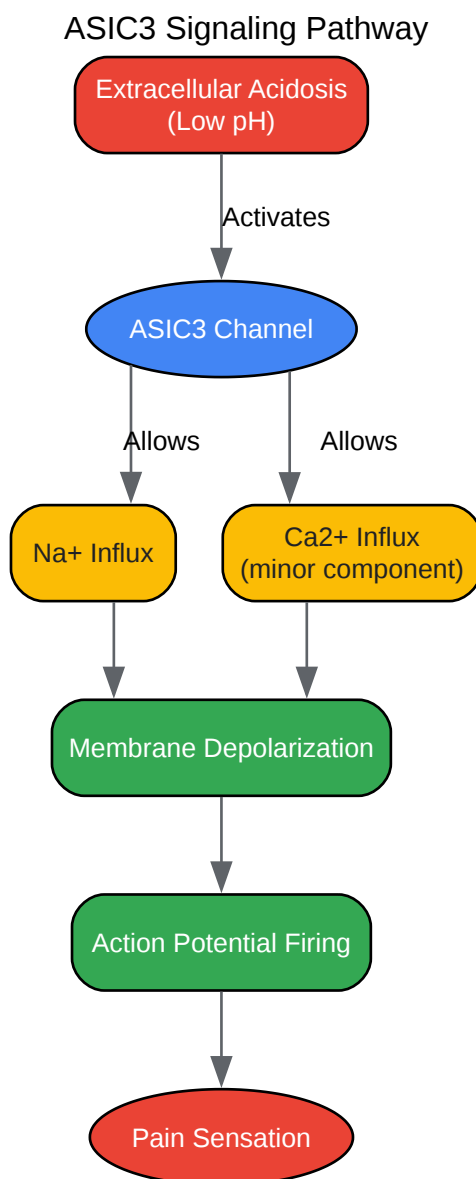 ASIC3 Signaling Pathway
Extracellular Acidosis
(Low pH)
Activates
ASIC3 Channel
Allows
Allows
Na+ Influx
Ca2+ Influx
(minor component)
Membrane Depolarization
Action Potential Firing
Pain Sensation